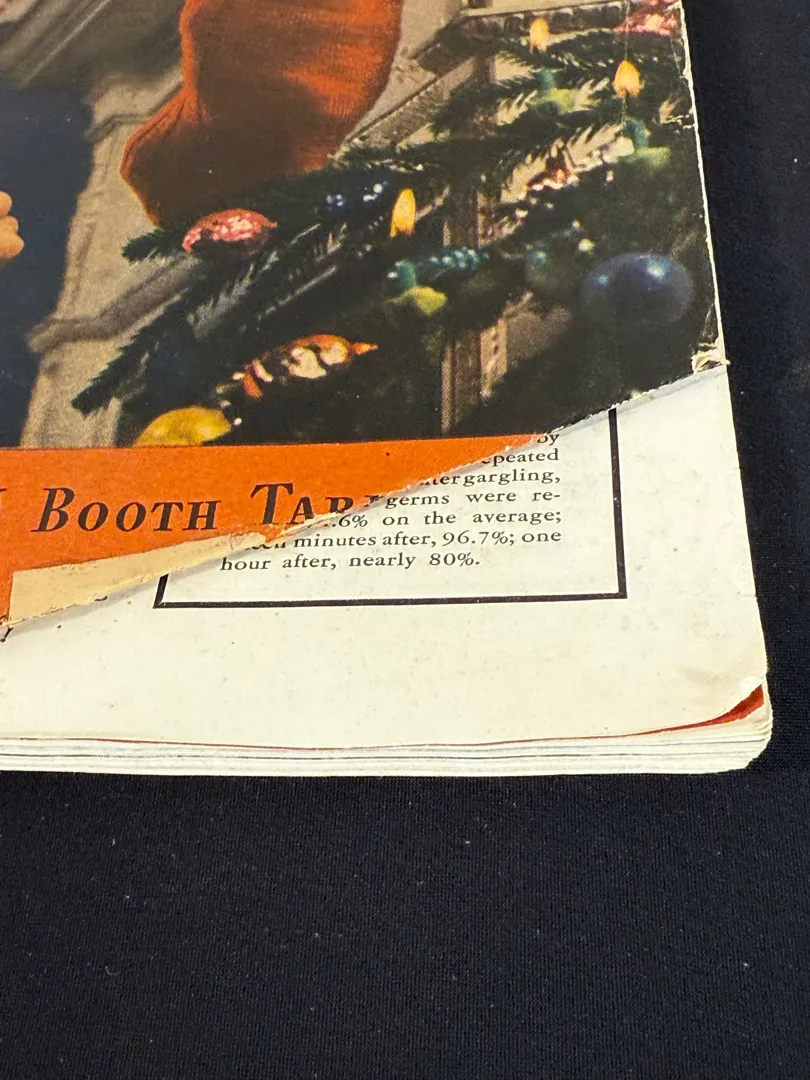 BOOTH TAR
by
epeated
gargling,
germs were re-
.6% on the average;
minutes after, 96.7%; one
hour after, nearly 80%.